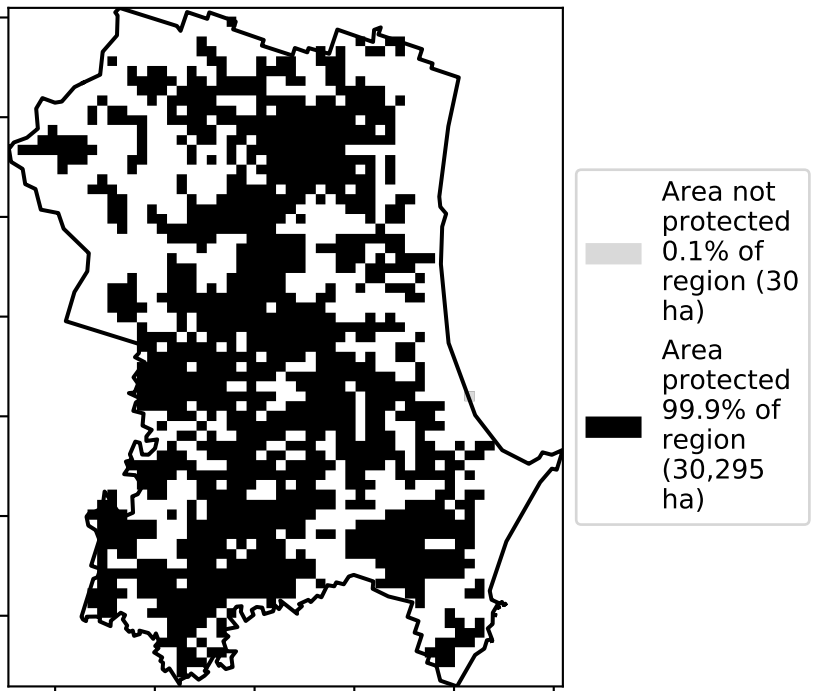 Area not
protected
0.1% of
region (30
ha)
Area
protected
99.9% of
region
(30,295
ha)